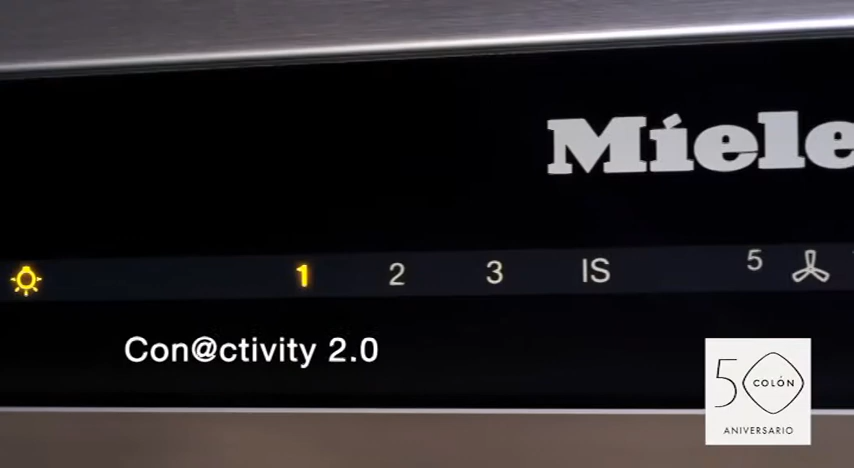 Miele
1 2 3 IS 5
Con@ctivity 2.0
50 COLÓN
ANIVERSARIO